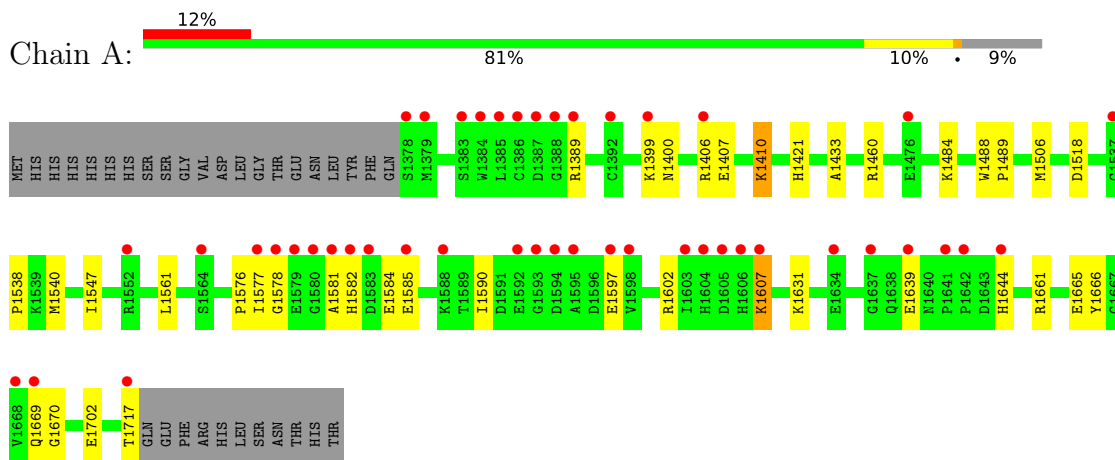 12%
Chain A:
81% 10% • 9%
MET HIS HIS HIS HIS HIS HIS SER SER GLY VAL ASP LEU GLY THR GLU ASN LEU TYR PHE GLN S1378 M1379 S1383 W1384 L1385 C1386 D1387 G1388 R1389 C1392 K1399 N1400 R1406 E1407 K1410 H1421 A1433 R1460 E1476 K1484 W1488 P1489 M1506 D1518 C1537
P1538 K1539 M1540 I1547 R1552 L1561 S1564 P1576 I1577 G1578 E1579 G1580 A1581 H1582 D1583 E1584 E1585 K1588 T1589 I1590 D1591 E1592 G1593 D1594 A1595 D1596 E1597 V1598 R1602 I1603 H1604 D1605 H1606 K1607 K1631 E1634 G1637 Q1638 E1639 N1640 P1641 P1642 D1643 H1644 R1661 E1665 Y1666
V1668 Q1669 G1670 E1702 T1717 GLN GLU PHE ARG HIS LEU SER ASN THR HIS THR